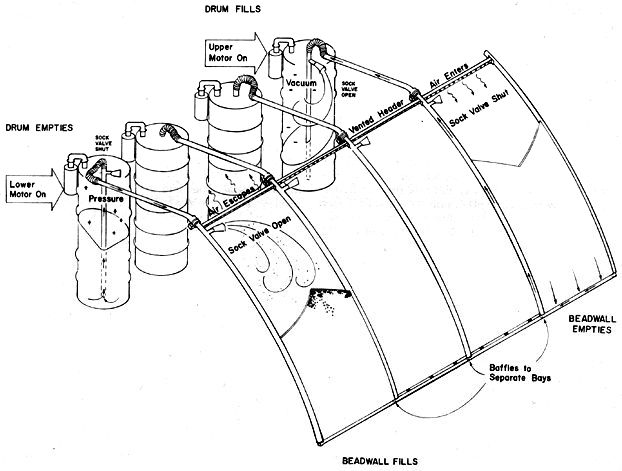 DRUM FILLS
Upper
Motor On
Vacuum
SOCK
VALVE
OPEN
Air Enters
Sock Valve Shut
Vented Header
DRUM EMPTIES
SOCK
VALVE
SHUT
Lower
Motor On
Pressure
Air Escapes
Sock Valve Open
BEADWALL
EMPTIES
Baffles to
Separate Bays
BEADWALL FILLS